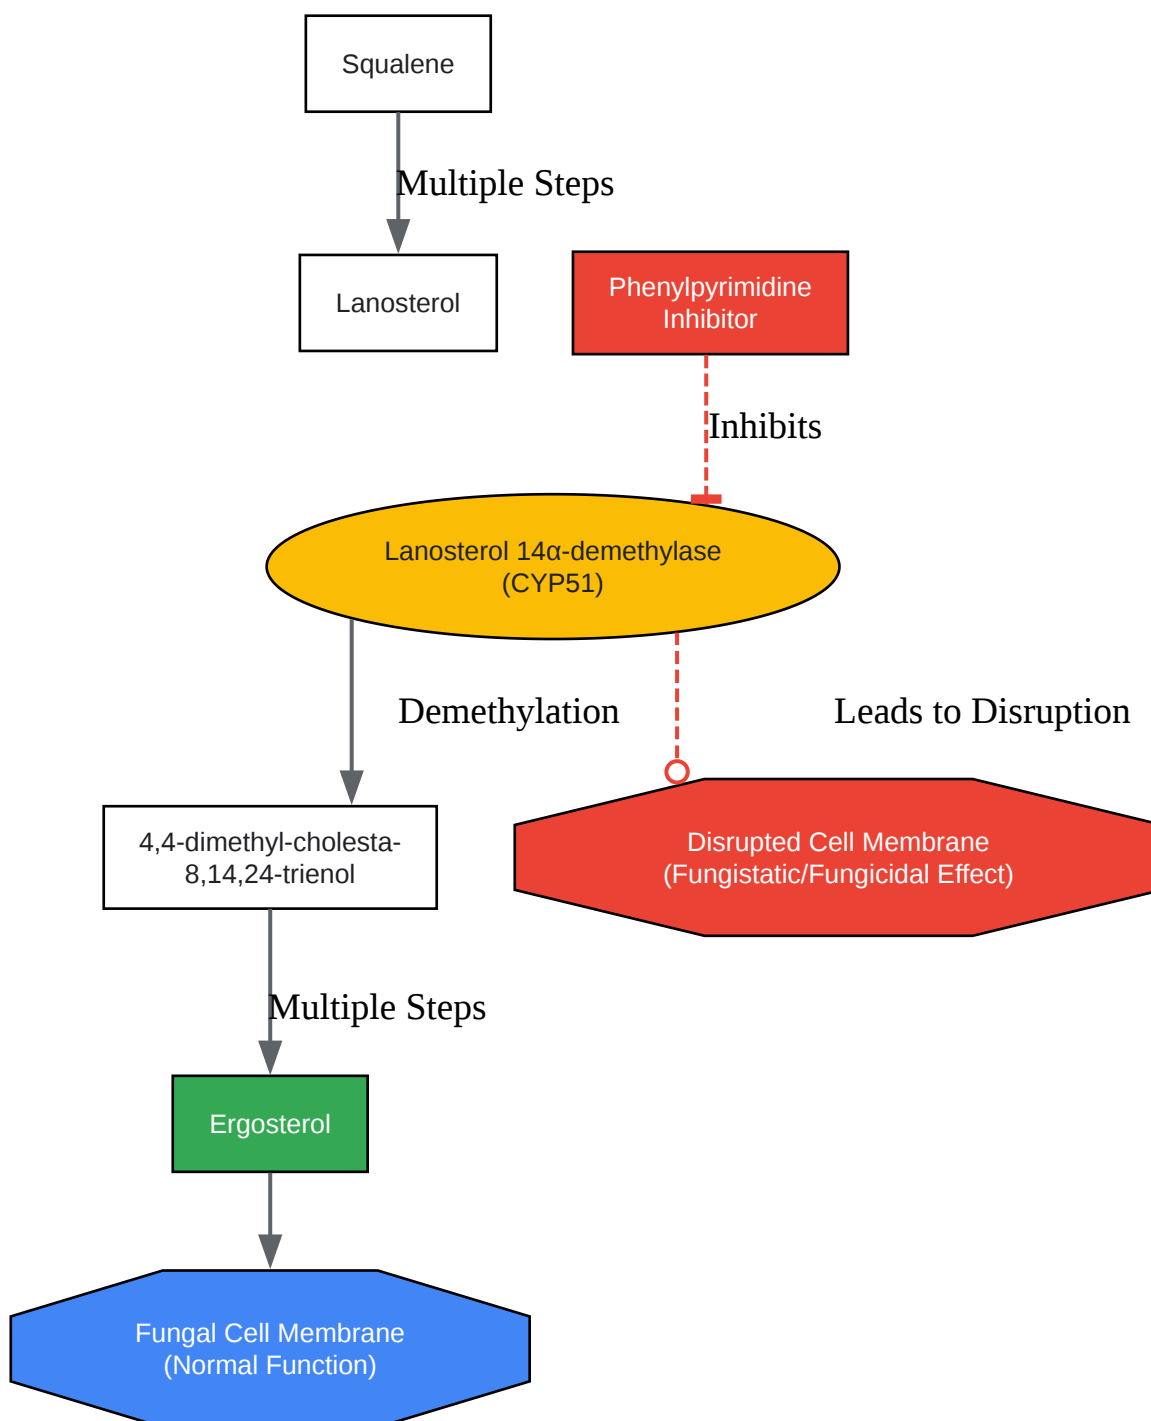 Squalene
Multiple Steps
Lanosterol
Phenylpyrimidine
Inhibitor
Inhibits
Lanosterol 14α-demethylase
(CYP51)
Demethylation
Leads to Disruption
4,4-dimethyl-cholesta-
8,14,24-trienol
Disrupted Cell Membrane
(Fungistatic/Fungicidal Effect)
Multiple Steps
Ergosterol
Fungal Cell Membrane
(Normal Function)